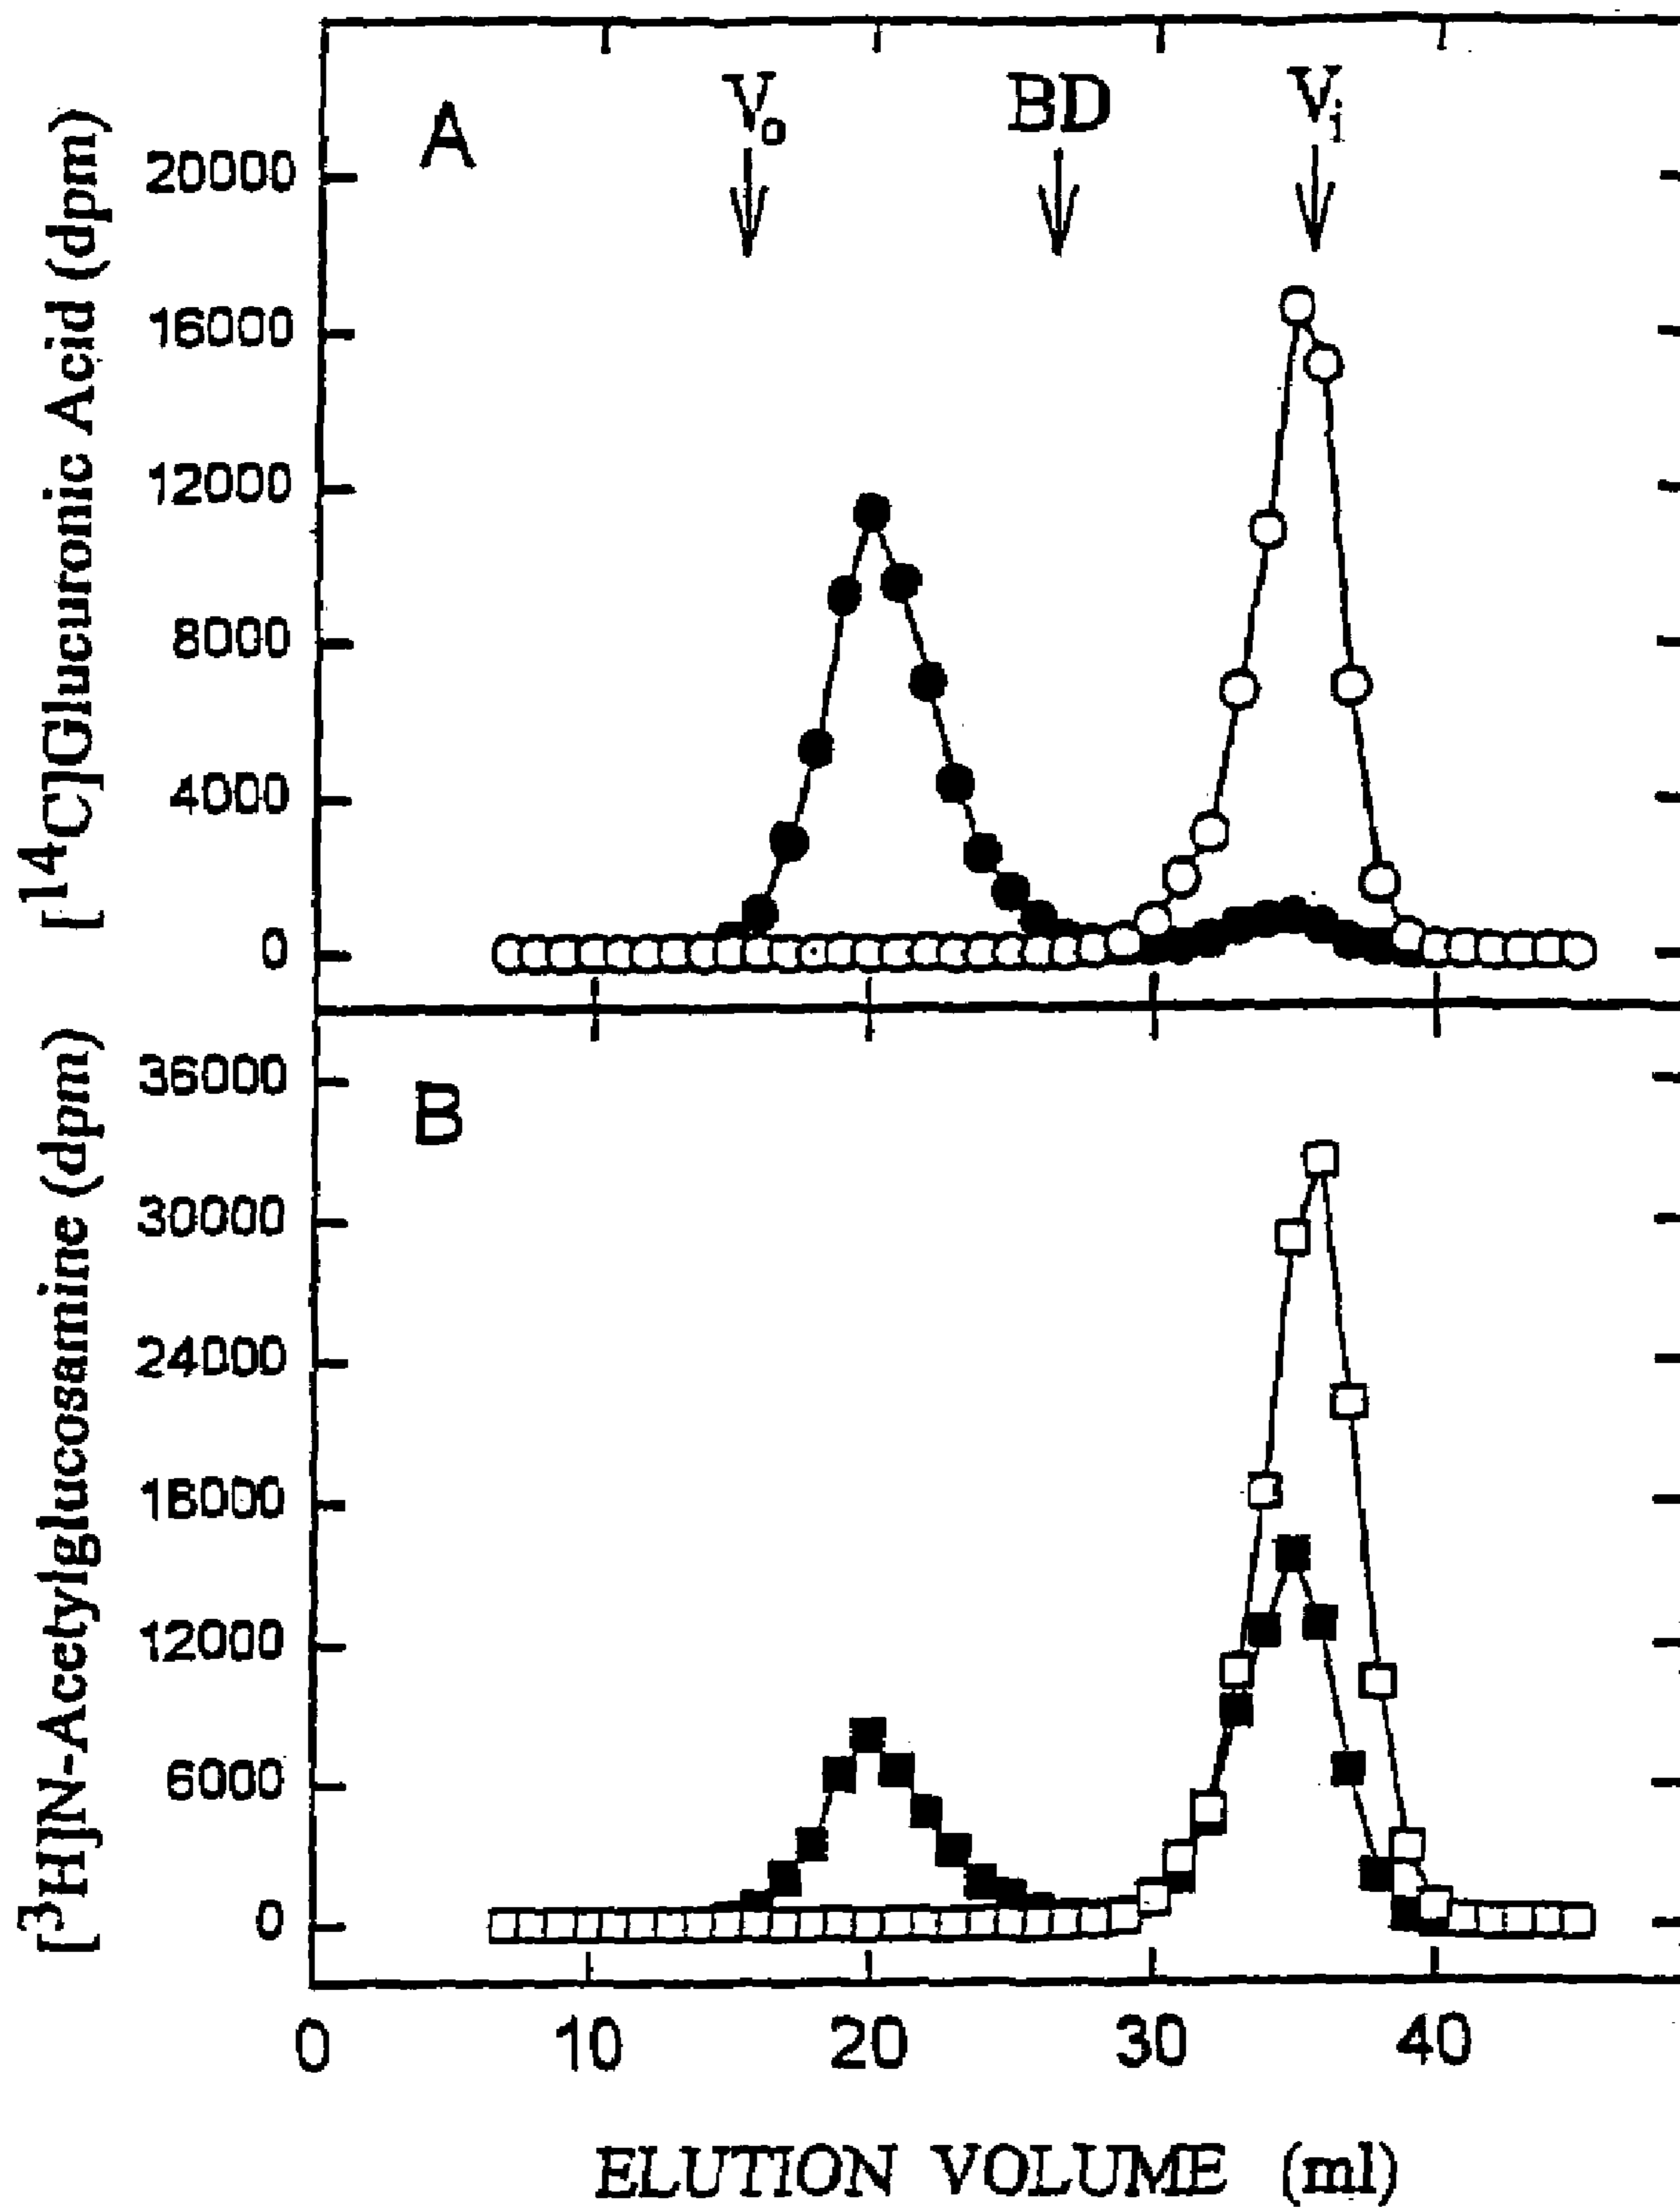 A
V₀
BD
Vᵢ
[¹⁴C]Glucuronic Acid (dpm)
20000
16000
12000
8000
4000
0
B
[³H]N-Acetylglucosamine (dpm)
36000
30000
24000
18000
12000
6000
0
0 10 20 30 40
ELUTION VOLUME (ml)